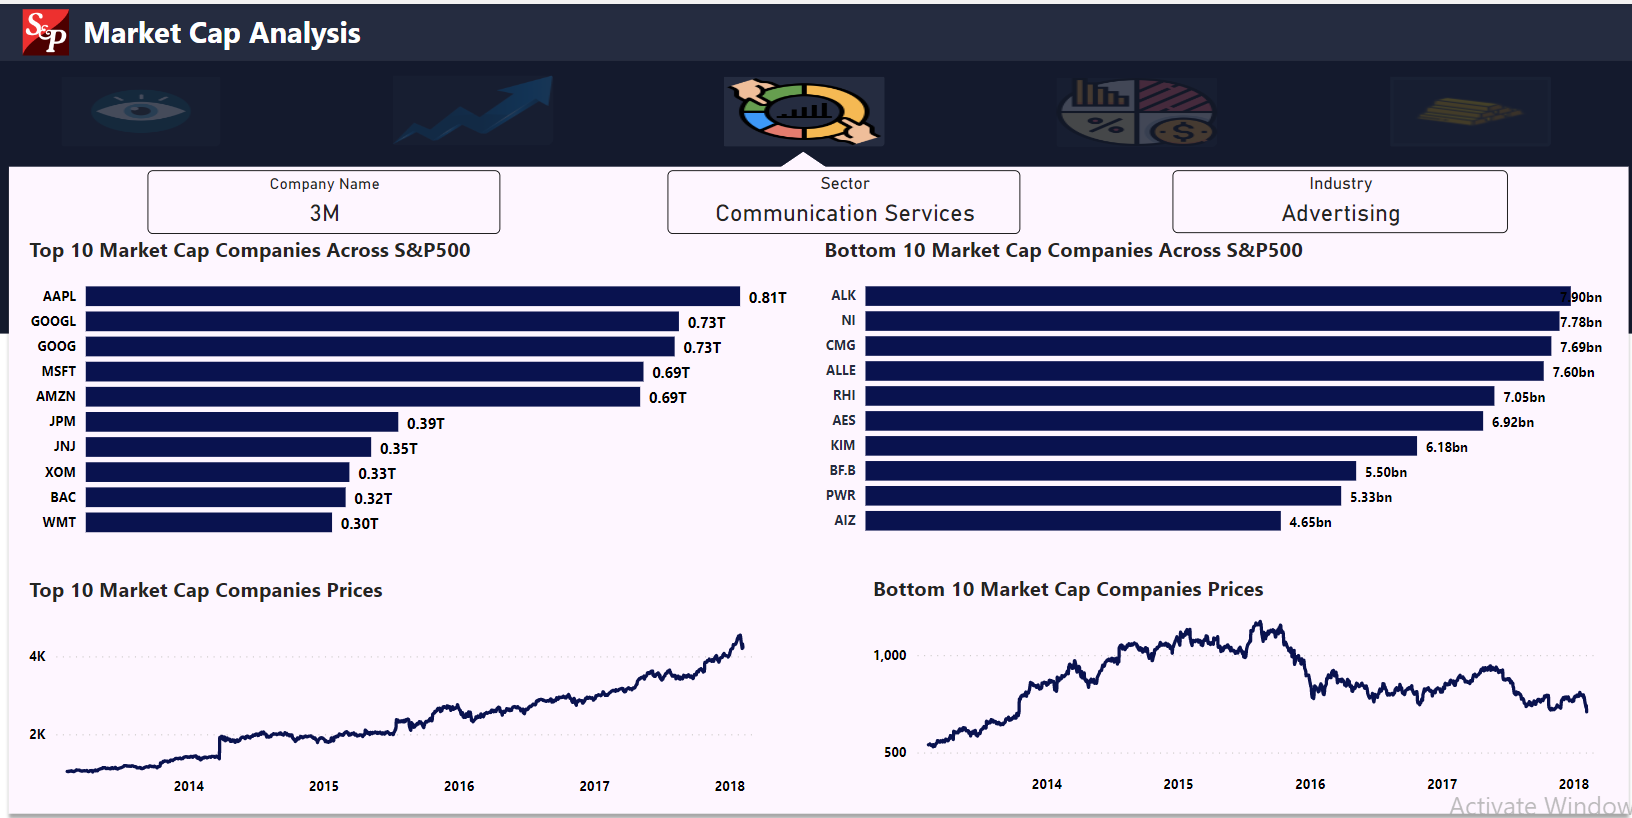 S&P Market Cap Analysis
% $
Company Name
3M
Sector
Communication Services
Industry
Advertising
Top 10 Market Cap Companies Across S&P500
AAPL 0.81T
GOOGL 0.73T
GOOG 0.73T
MSFT 0.69T
AMZN 0.69T
JPM 0.39T
JNJ 0.35T
XOM 0.33T
BAC 0.32T
WMT 0.30T
Bottom 10 Market Cap Companies Across S&P500
ALK 7.90bn
NI 7.78bn
CMG 7.69bn
ALLE 7.60bn
RHI 7.05bn
AES 6.92bn
KIM 6.18bn
BF.B 5.50bn
PWR 5.33bn
AIZ 4.65bn
Top 10 Market Cap Companies Prices
4K
2K
2014 2015 2016 2017 2018
Bottom 10 Market Cap Companies Prices
1,000
500
2014 2015 2016 2017 2018
Activate Window